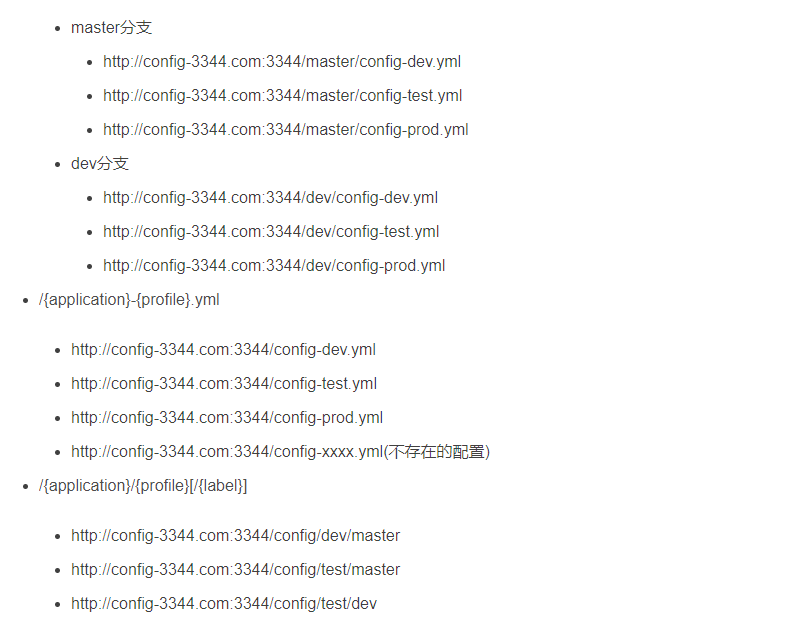 master分支
http://config-3344.com:3344/master/config-dev.yml
http://config-3344.com:3344/master/config-test.yml
http://config-3344.com:3344/master/config-prod.yml
dev分支
http://config-3344.com:3344/dev/config-dev.yml
http://config-3344.com:3344/dev/config-test.yml
http://config-3344.com:3344/dev/config-prod.yml
/{application}-{profile}.yml
http://config-3344.com:3344/config-dev.yml
http://config-3344.com:3344/config-test.yml
http://config-3344.com:3344/config-prod.yml
http://config-3344.com:3344/config-xxxx.yml(不存在的配置)
/{application}/{profile}[/{label}]
http://config-3344.com:3344/config/dev/master
http://config-3344.com:3344/config/test/master
http://config-3344.com:3344/config/test/dev